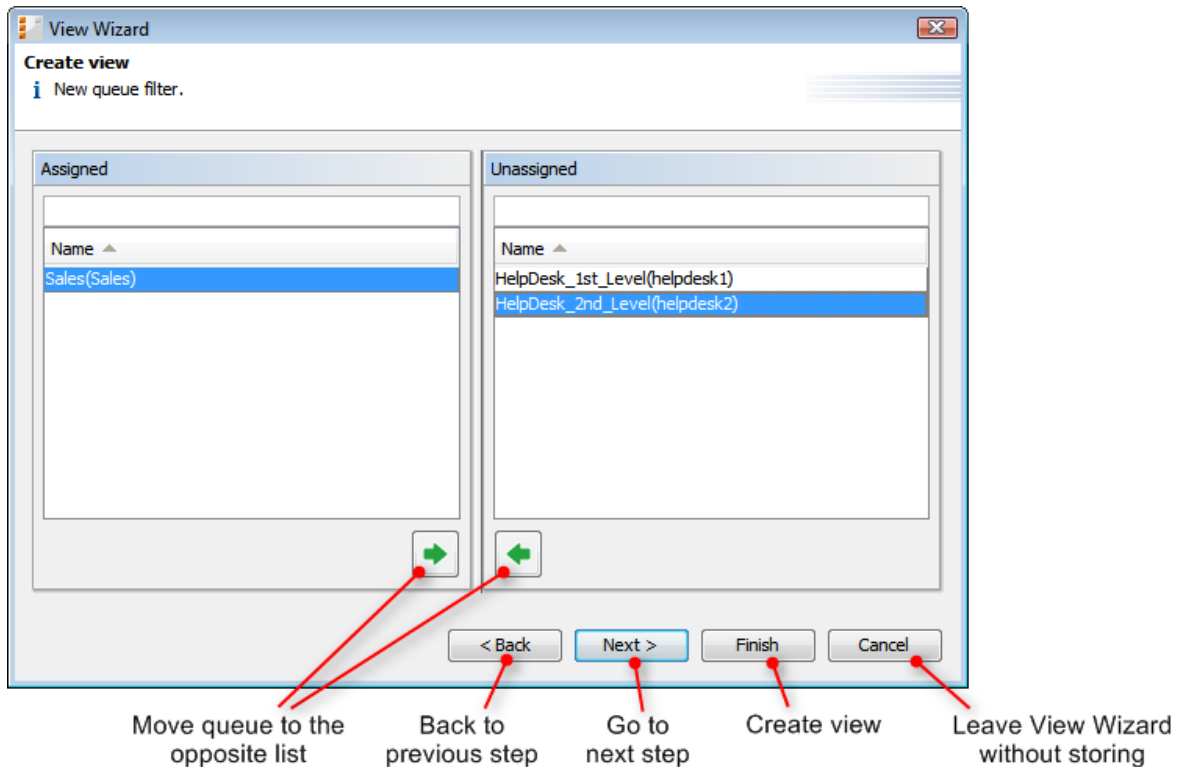 View Wizard
Create view
i New queue filter.
Assigned
Unassigned
Name
Name
Sales(Sales)
HelpDesk_1st_Level(helpdesk1)
HelpDesk_2nd_Level(helpdesk2)
< Back
Next >
Finish
Cancel
Move queue to the
opposite list
Back to
previous step
Go to
next step
Create view
Leave View Wizard
without storing